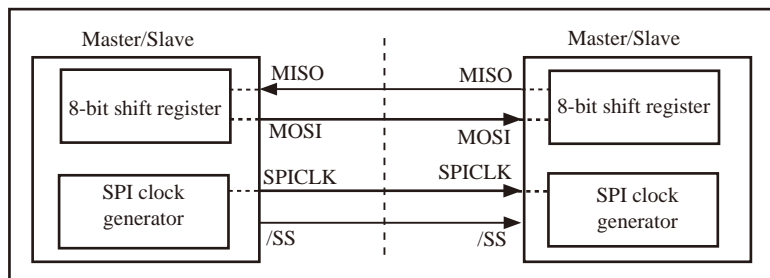 Master/Slave
Master/Slave
MISO
MISO
8-bit shift register
8-bit shift register
MOSI
MOSI
SPICLK
SPICLK
SPI clock
generator
SPI clock
generator
/SS
/SS